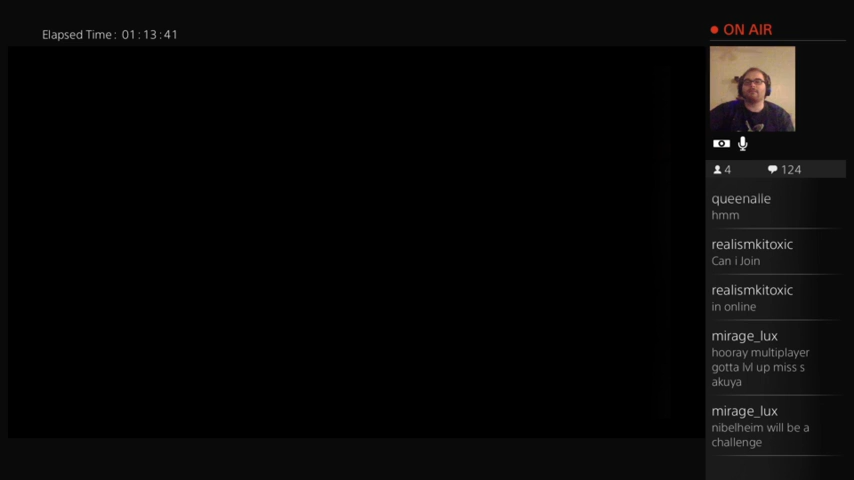 Elapsed Time: 01:13:41
ON AIR
4 124
queenalle
hmm
realismkitoxic
Can i Join
realismkitoxic
in online
mirage_lux
hooray multiplayer
gotta lvl up miss s
akuya
mirage_lux
nibelheim will be a
challenge